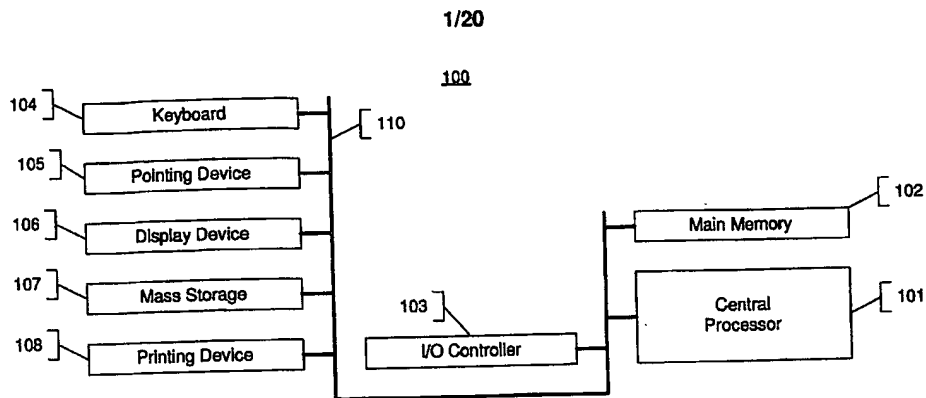 1/20
100
104
Keyboard
110
105
Pointing Device
106
Display Device
107
Mass Storage
108
Printing Device
103
I/O Controller
102
Main Memory
101
Central
Processor